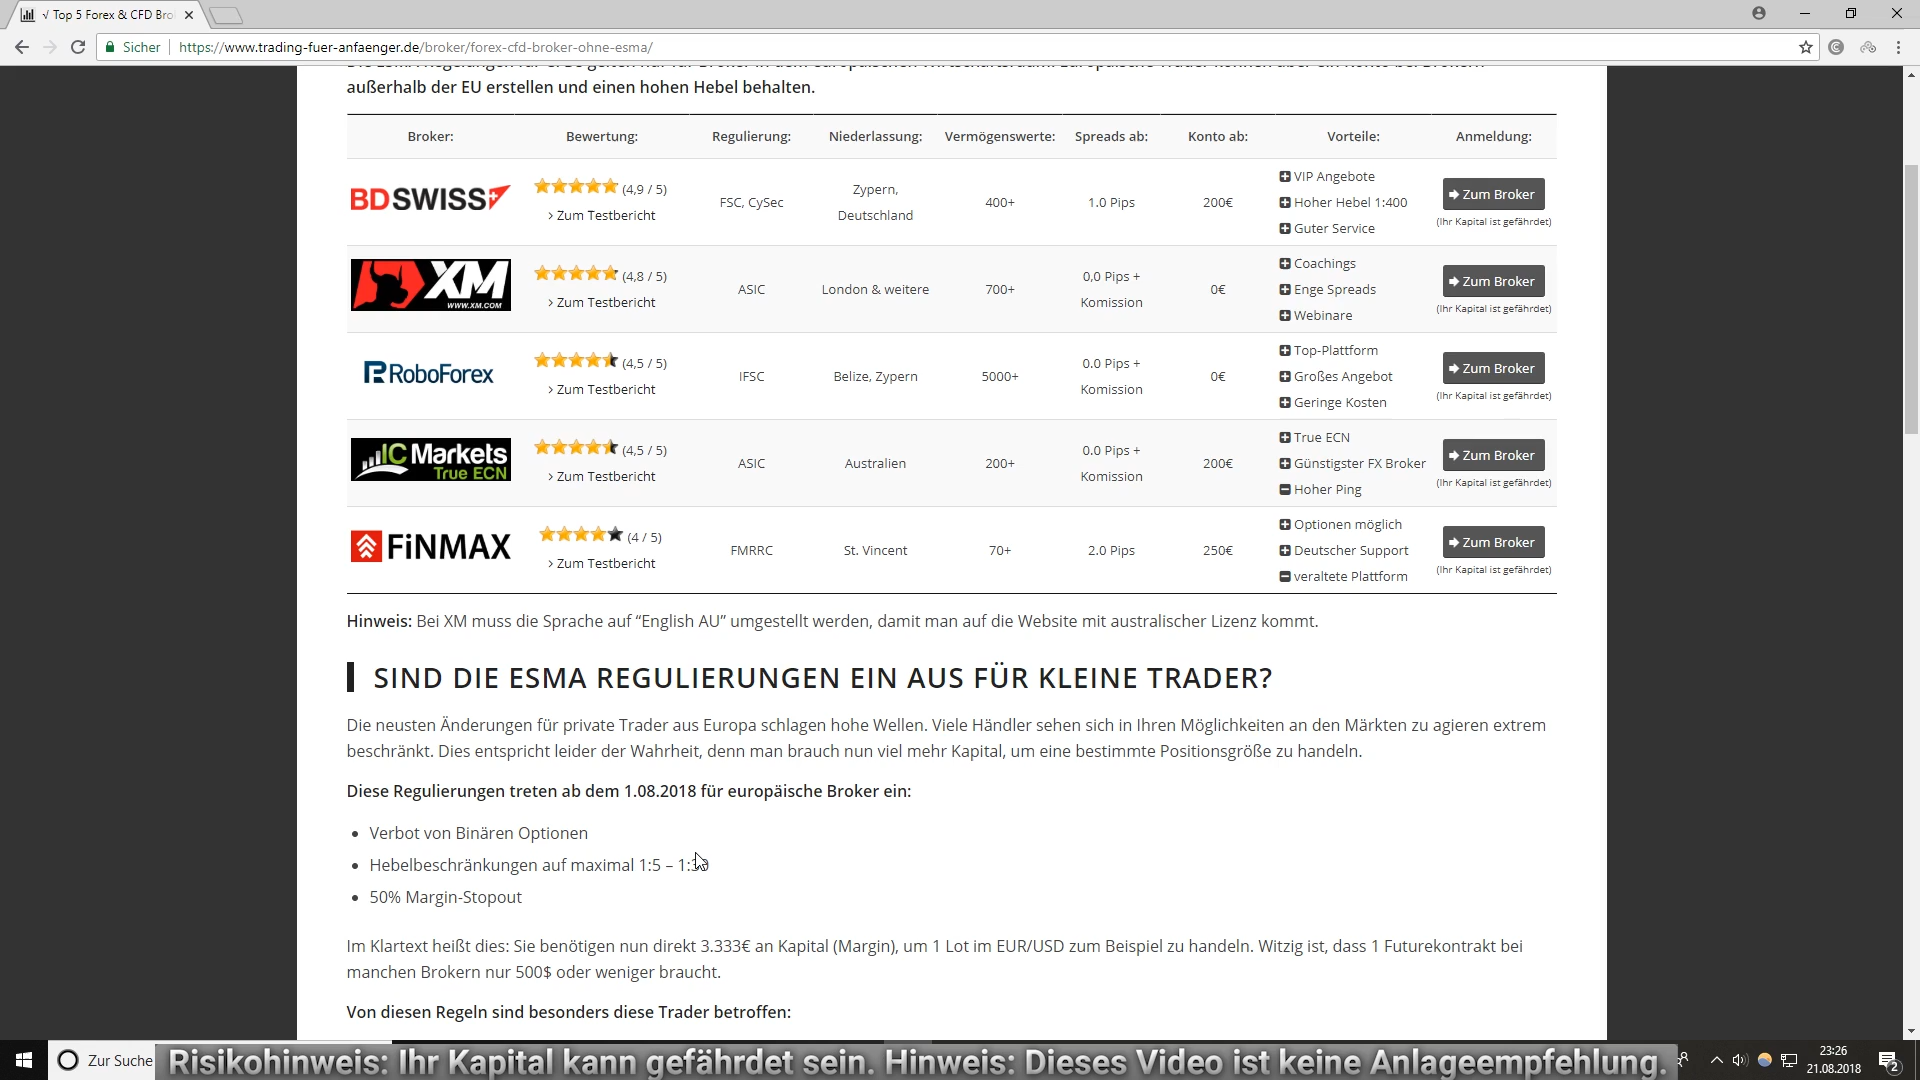 √ Top 5 Forex & CFD Bro
Sicher https://www.trading-fuer-anfaenger.de/broker/forex-cfd-broker-ohne-esma/
außerhalb der EU erstellen und einen hohen Hebel behalten.
Broker: Bewertung: Regulierung: Niederlassung: Vermögenswerte: Spreads ab: Konto ab: Vorteile: Anmeldung:
BDSWISS (4,9 / 5) > Zum Testbericht FSC, CySec Zypern, Deutschland 400+ 1.0 Pips 200€ VIP Angebote Hoher Hebel 1:400 Guter Service Zum Broker (Ihr Kapital ist gefährdet)
XM WWW.XM.COM (4,8 / 5) > Zum Testbericht ASIC London & weitere 700+ 0,0 Pips + Komission 0€ Coachings Enge Spreads Webinare Zum Broker (Ihr Kapital ist gefährdet)
RoboForex (4,5 / 5) > Zum Testbericht IFSC Belize, Zypern 5000+ 0.0 Pips + Komission 0€ Top-Plattform Großes Angebot Geringe Kosten Zum Broker (Ihr Kapital ist gefährdet)
IC Markets True ECN (4,5 / 5) > Zum Testbericht ASIC Australien 200+ 0.0 Pips + Komission 200€ True ECN Günstigster FX Broker Hoher Ping Zum Broker (Ihr Kapital ist gefährdet)
FiNMAX (4 / 5) > Zum Testbericht FMRRC St. Vincent 70+ 2.0 Pips 250€ Optionen möglich Deutscher Support veraltete Plattform Zum Broker (Ihr Kapital ist gefährdet)
Hinweis: Bei XM muss die Sprache auf “English AU” umgestellt werden, damit man auf die Website mit australischer Lizenz kommt.
SIND DIE ESMA REGULIERUNGEN EIN AUS FÜR KLEINE TRADER?
Die neusten Änderungen für private Trader aus Europa schlagen hohe Wellen. Viele Händler sehen sich in Ihren Möglichkeiten an den Märkten zu agieren extrem
beschränkt. Dies entspricht leider der Wahrheit, denn man brauch nun viel mehr Kapital, um eine bestimmte Positionsgröße zu handeln.
Diese Regulierungen treten ab dem 1.08.2018 für europäische Broker ein:
Verbot von Binären Optionen
Hebelbeschränkungen auf maximal 1:5 – 1:30
50% Margin-Stopout
Im Klartext heißt dies: Sie benötigen nun direkt 3.333€ an Kapital (Margin), um 1 Lot im EUR/USD zum Beispiel zu handeln. Witzig ist, dass 1 Futurekontrakt bei
manchen Brokern nur 500$ oder weniger braucht.
Von diesen Regeln sind besonders diese Trader betroffen:
Zur Suche
Risikohinweis: Ihr Kapital kann gefährdet sein. Hinweis: Dieses Video ist keine Anlageempfehlung.
23:26
21.08.2018
2